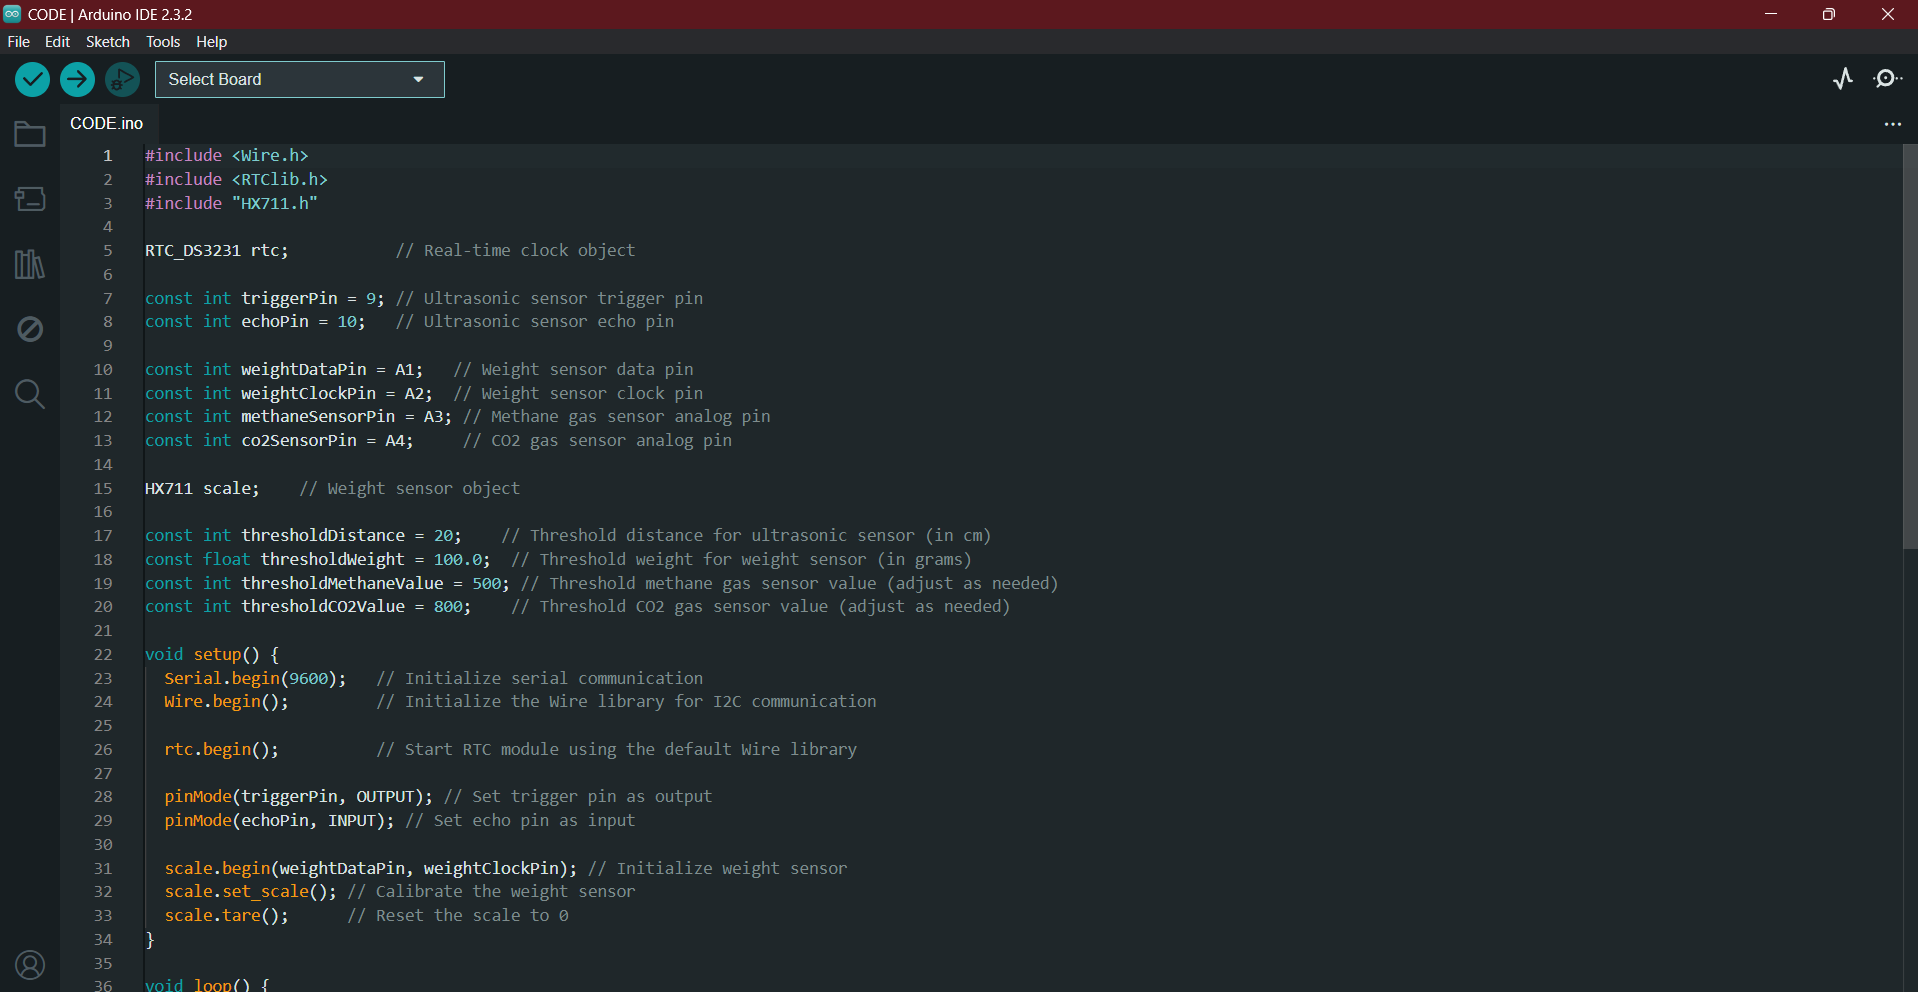 CODE | Arduino IDE 2.3.2
File Edit Sketch Tools Help
Select Board
CODE.ino
1 #include <Wire.h>
2 #include <RTClib.h>
3 #include "HX711.h"
4
5 RTC_DS3231 rtc; // Real-time clock object
6
7 const int triggerPin = 9; // Ultrasonic sensor trigger pin
8 const int echoPin = 10; // Ultrasonic sensor echo pin
9
10 const int weightDataPin = A1; // Weight sensor data pin
11 const int weightClockPin = A2; // Weight sensor clock pin
12 const int methaneSensorPin = A3; // Methane gas sensor analog pin
13 const int co2SensorPin = A4; // CO2 gas sensor analog pin
14
15 HX711 scale; // Weight sensor object
16
17 const int thresholdDistance = 20; // Threshold distance for ultrasonic sensor (in cm)
18 const float thresholdWeight = 100.0; // Threshold weight for weight sensor (in grams)
19 const int thresholdMethaneValue = 500; // Threshold methane gas sensor value (adjust as needed)
20 const int thresholdCO2Value = 800; // Threshold CO2 gas sensor value (adjust as needed)
21
22 void setup() {
23 Serial.begin(9600); // Initialize serial communication
24 Wire.begin(); // Initialize the Wire library for I2C communication
25
26 rtc.begin(); // Start RTC module using the default Wire library
27
28 pinMode(triggerPin, OUTPUT); // Set trigger pin as output
29 pinMode(echoPin, INPUT); // Set echo pin as input
30
31 scale.begin(weightDataPin, weightClockPin); // Initialize weight sensor
32 scale.set_scale(); // Calibrate the weight sensor
33 scale.tare(); // Reset the scale to 0
34 }
35
36 void loop() {